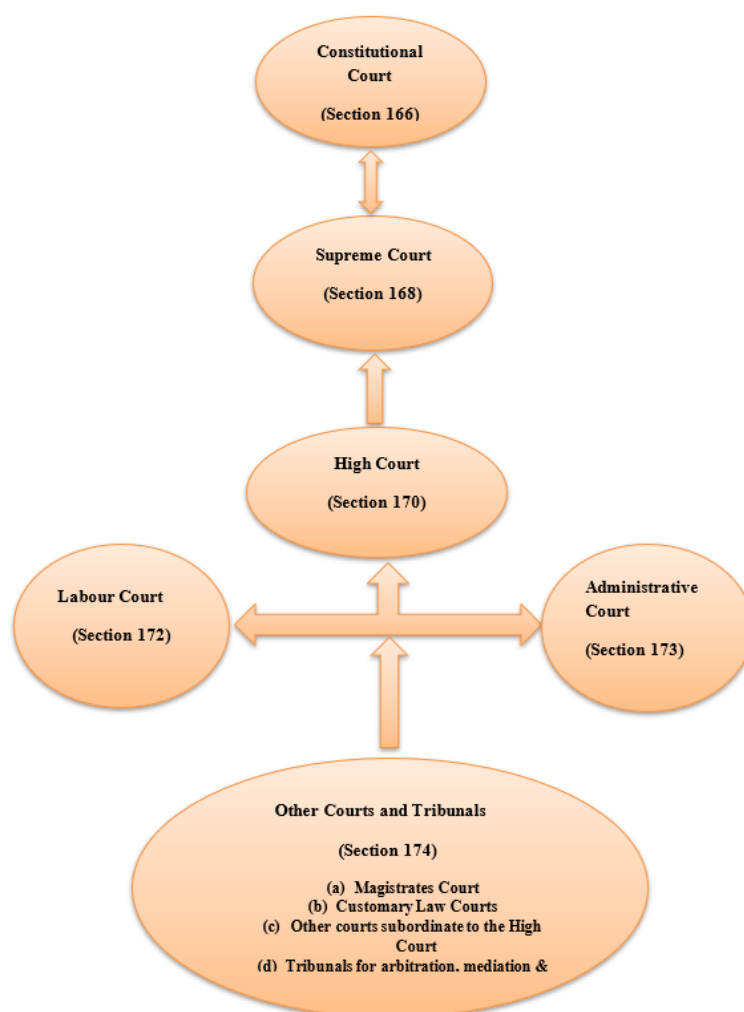 Constitutional
Court
(Section 166)
Supreme Court
(Section 168)
High Court
(Section 170)
Labour Court
(Section 172)
Administrative
Court
(Section 173)
Other Courts and Tribunals
(Section 174)
(a) Magistrates Court
(b) Customary Law Courts
(c) Other courts subordinate to the High
Court
(d) Tribunals for arbitration, mediation &